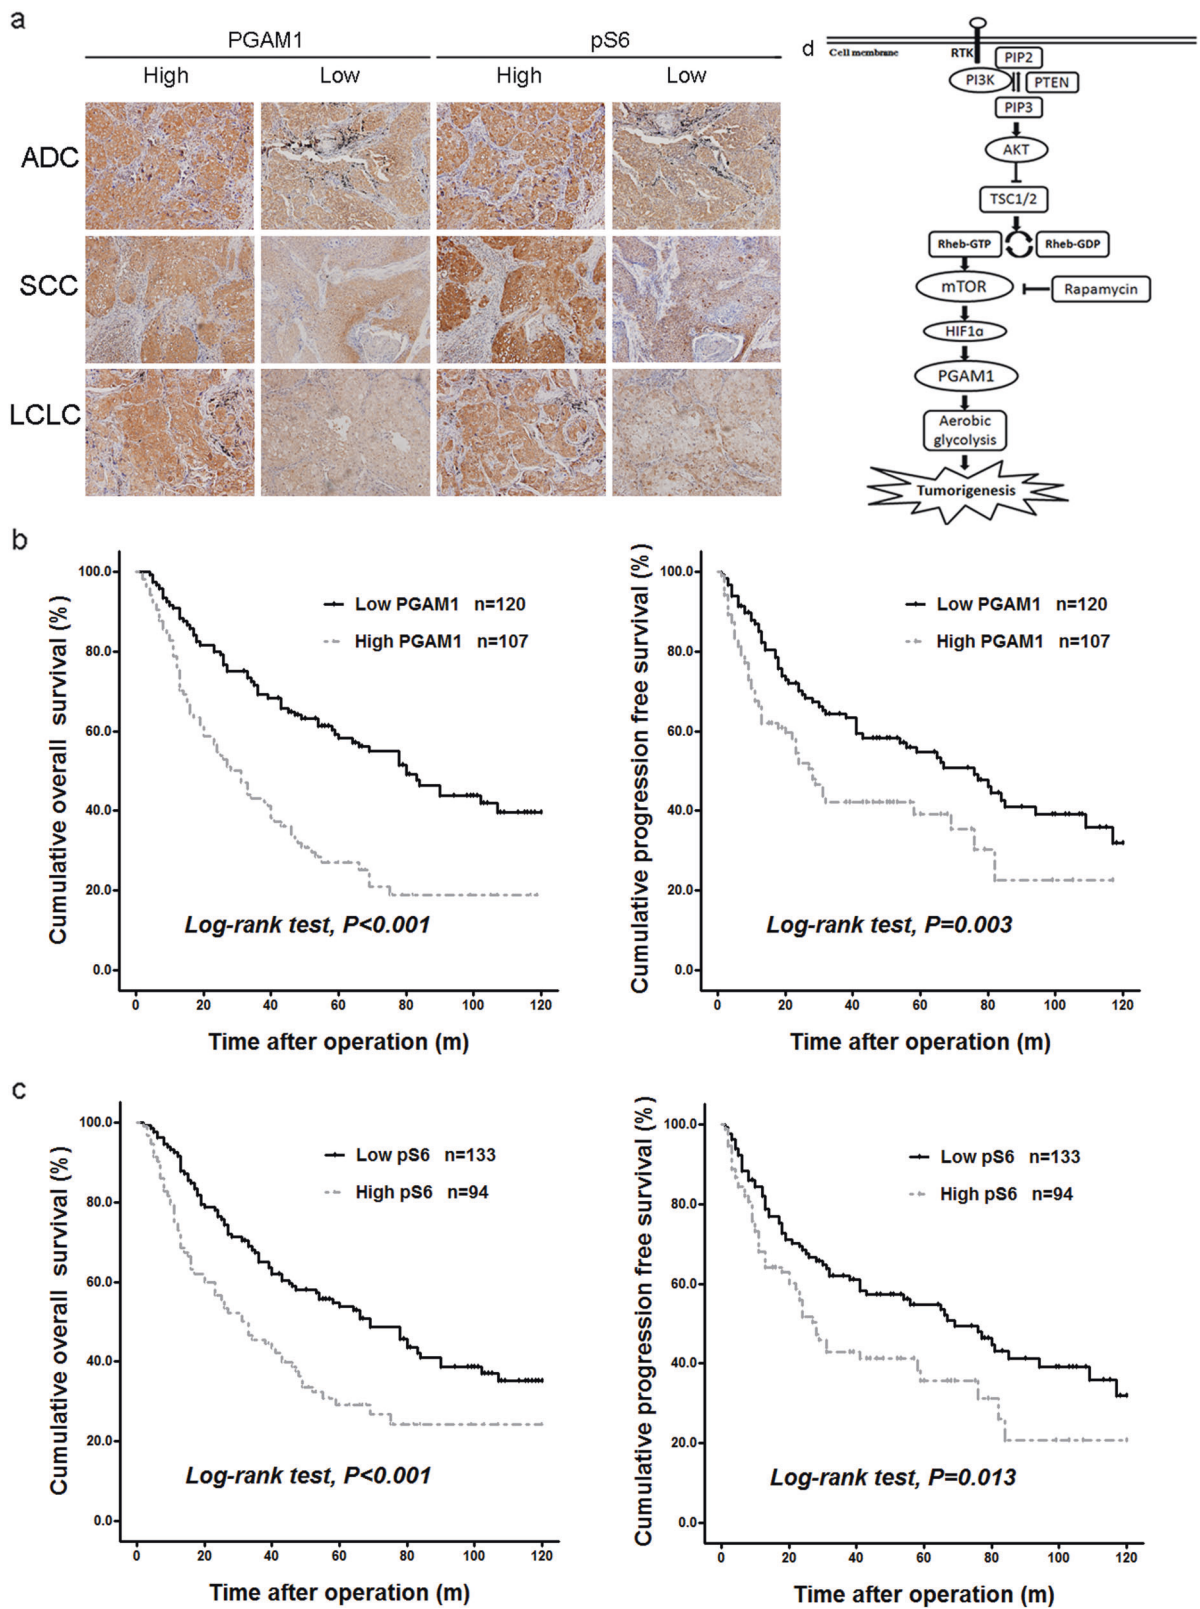 a
PGAM1
pS6
High
Low
High
Low
ADC
SCC
LCLC
d
Cell membrane
RTK
PIP2
PI3K
PTEN
PIP3
AKT
TSC1/2
Rheb-GTP
Rheb-GDP
mTOR
Rapamycin
HIF1α
PGAM1
Aerobic
glycolysis
Tumorigenesis
b
Cumulative overall survival (%)
100.0
80.0
60.0
40.0
20.0
0.0
Low PGAM1 n=120
High PGAM1 n=107
Log-rank test, P<0.001
0 20 40 60 80 100 120
Time after operation (m)
Cumulative progression free survival (%)
100.0
80.0
60.0
40.0
20.0
0.0
Low PGAM1 n=120
High PGAM1 n=107
Log-rank test, P=0.003
0 20 40 60 80 100 120
Time after operation (m)
c
Cumulative overall survival (%)
100.0
80.0
60.0
40.0
20.0
0.0
Low pS6 n=133
High pS6 n=94
Log-rank test, P<0.001
0 20 40 60 80 100 120
Time after operation (m)
Cumulative progression free survival (%)
100.0
80.0
60.0
40.0
20.0
0.0
Low pS6 n=133
High pS6 n=94
Log-rank test, P=0.013
0 20 40 60 80 100 120
Time after operation (m)